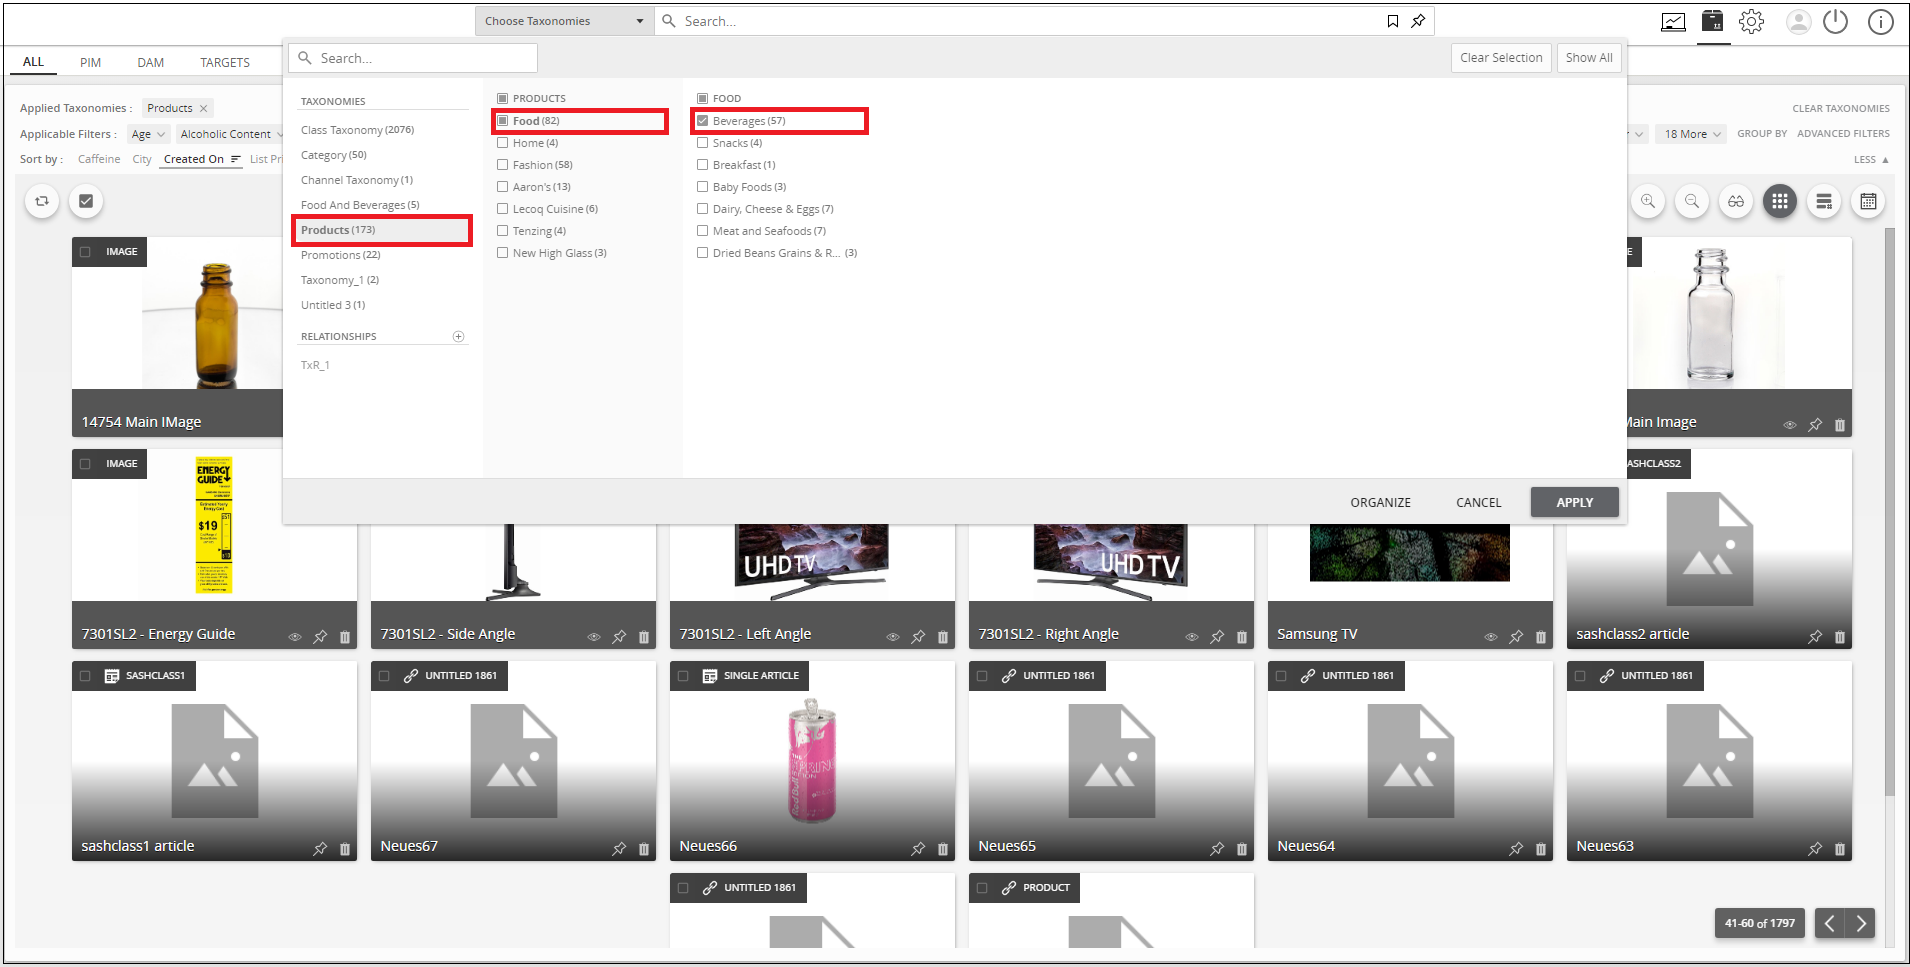 Choose Taxonomies
Search...
ALL
PIM
DAM
TARGETS
Search...
Clear Selection
Show All
Applied Taxonomies :
Products
Applicable Filters :
Age
Alcoholic Content
18 More
GROUP BY
ADVANCED FILTERS
CLEAR TAXONOMIES
Sort by :
Caffeine
City
Created On
List Pri
LESS
TAXONOMIES
Class Taxonomy (2076)
Category (50)
Channel Taxonomy (1)
Food And Beverages (5)
Products (173)
Promotions (22)
Taxonomy_1 (2)
Untitled 3 (1)
RELATIONSHIPS
TxR_1
PRODUCTS
Food (82)
Home (4)
Fashion (58)
Aaron's (13)
Lecoq Cuisine (6)
Tenzing (4)
New High Glass (3)
FOOD
Beverages (57)
Snacks (4)
Breakfast (1)
Baby Foods (3)
Dairy, Cheese & Eggs (7)
Meat and Seafoods (7)
Dried Beans Grains & R... (3)
ORGANIZE
CANCEL
APPLY
IMAGE
14754 Main IMage
Main Image
IMAGE
ENERGY
GUIDE
$19
7301SL2 - Energy Guide
7301SL2 - Side Angle
UHD TV
7301SL2 - Left Angle
UHD TV
7301SL2 - Right Angle
Samsung TV
ASHCLASS2
sashclass2 article
SASHCLASS1
sashclass1 article
UNTITLED 1861
Neues67
SINGLE ARTICLE
Neues66
UNTITLED 1861
Neues65
UNTITLED 1861
Neues64
UNTITLED 1861
Neues63
UNTITLED 1861
PRODUCT
41-60 of 1797